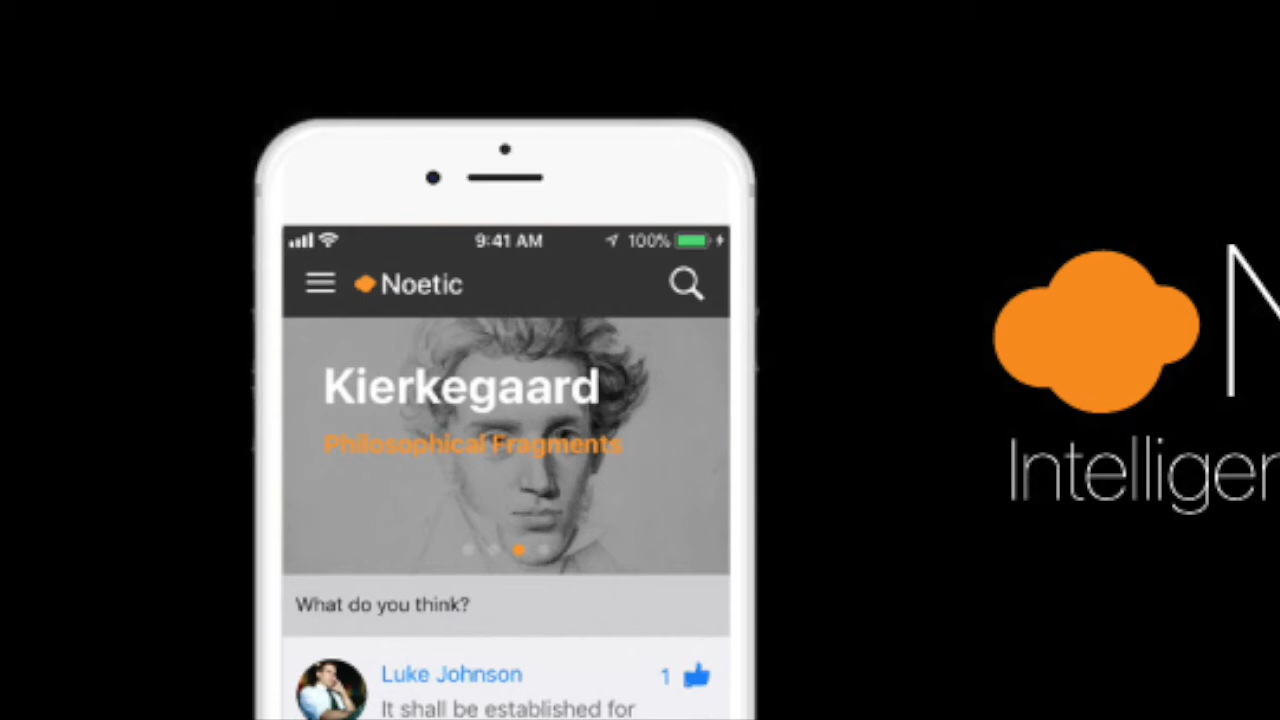 9:41 AM 100%
Noetic
Kierkegaard
Philosophical Fragments
What do you think?
Luke Johnson 1
It shall be established for
N
Intelligen